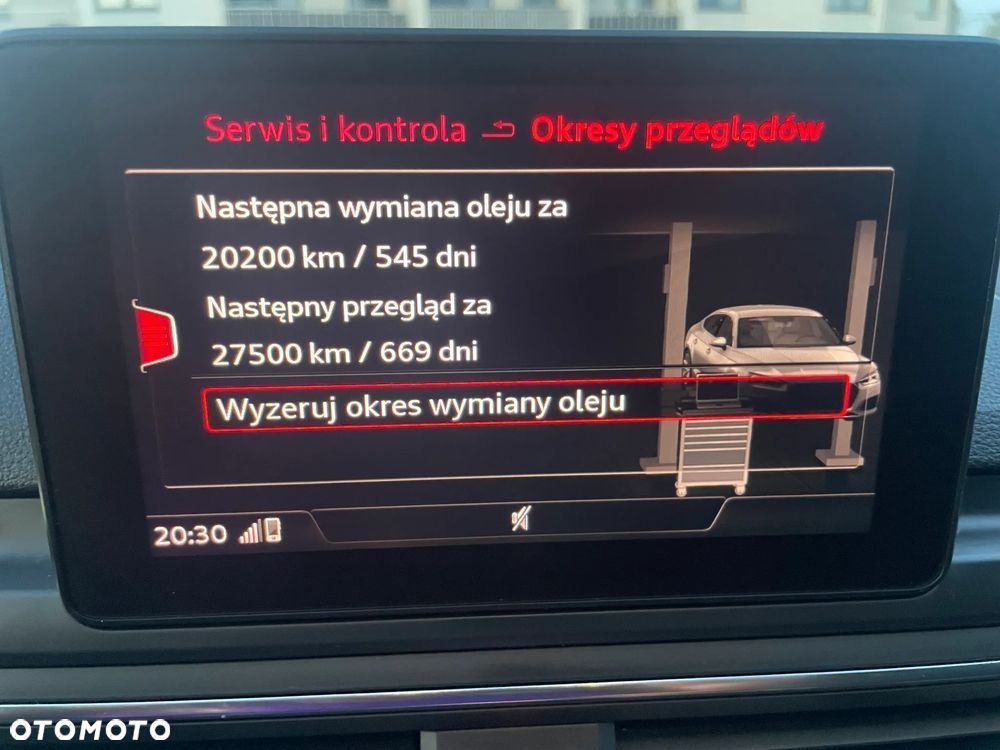 Serwis i kontrola Okresy przeglądów
Następna wymiana oleju za
20200 km / 545 dni
Następny przegląd za
27500 km / 669 dni
Wyzeruj okres wymiany oleju
20:30
OTOMOTO